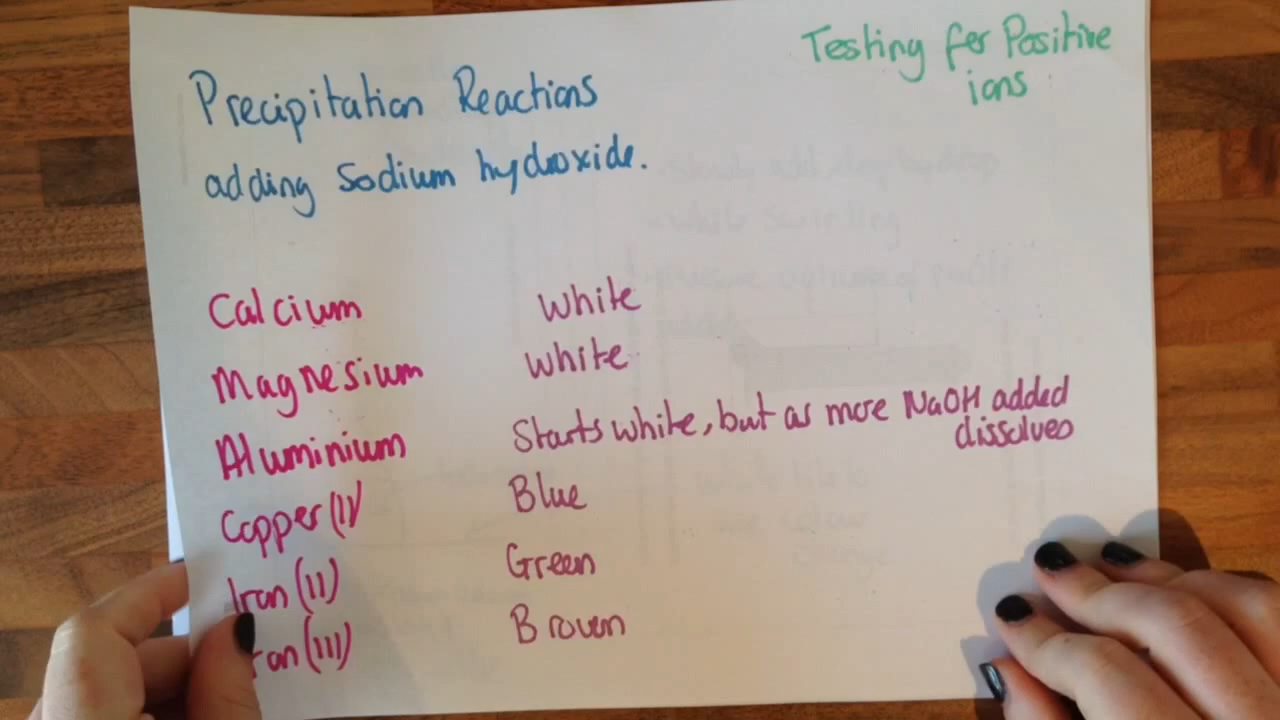 Testing for Positive
ions
Precipitation Reactions
adding Sodium hydroxide.
Calcium White
Magnesium White
Aluminium Starts white, but as more NaOH added
dissolves
Copper (II) Blue
Iron (II) Green
Iron (III) Brown